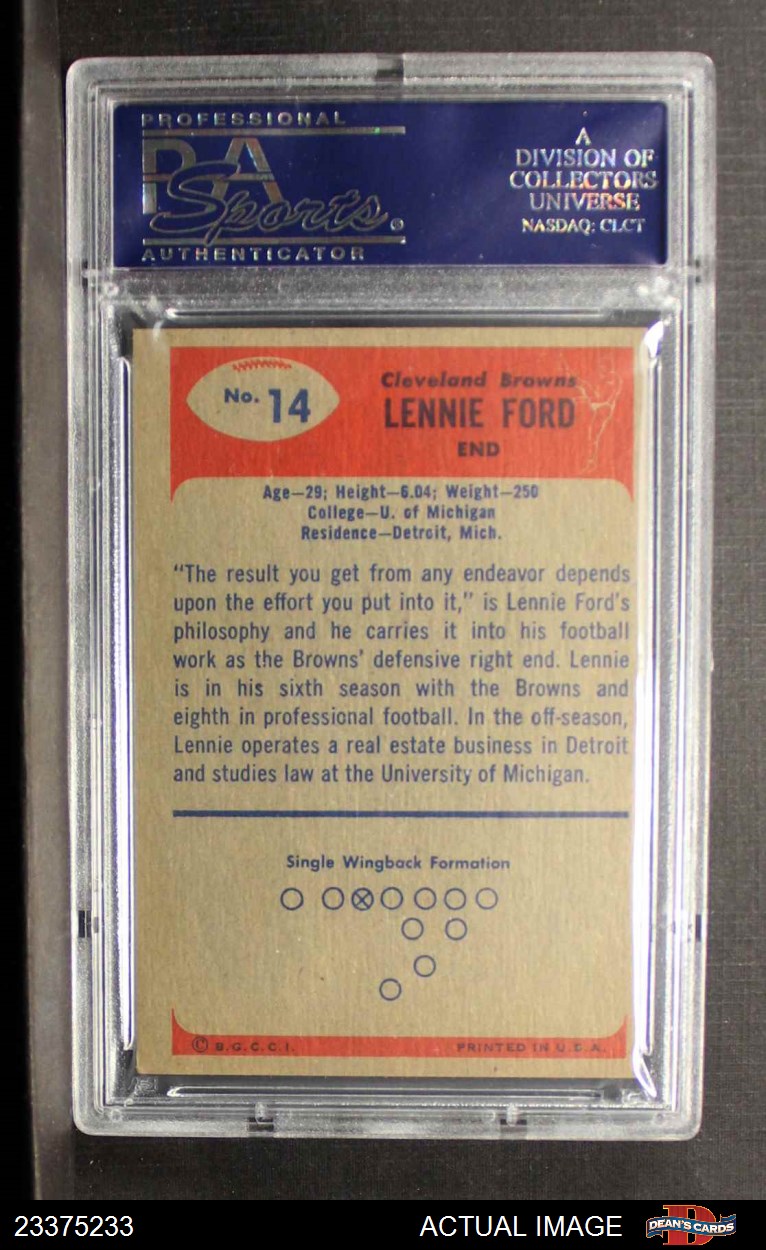 PROFESSIONAL
PSA
Sports
AUTHENTICATOR
A
DIVISION OF
COLLECTORS
UNIVERSE
NASDAQ: CLCT
No. 14
Cleveland Browns
LENNIE FORD
END
Age—29; Height—6.04; Weight—250
College—U. of Michigan
Residence—Detroit, Mich.
"The result you get from any endeavor depends
upon the effort you put into it," is Lennie Ford's
philosophy and he carries it into his football
work as the Browns' defensive right end. Lennie
is in his sixth season with the Browns and
eighth in professional football. In the off-season,
Lennie operates a real estate business in Detroit
and studies law at the University of Michigan.
Single Wingback Formation
© B.G.C.C.I.
PRINTED IN U.S.A.
23375233
ACTUAL IMAGE
D
DEAN'S CARDS